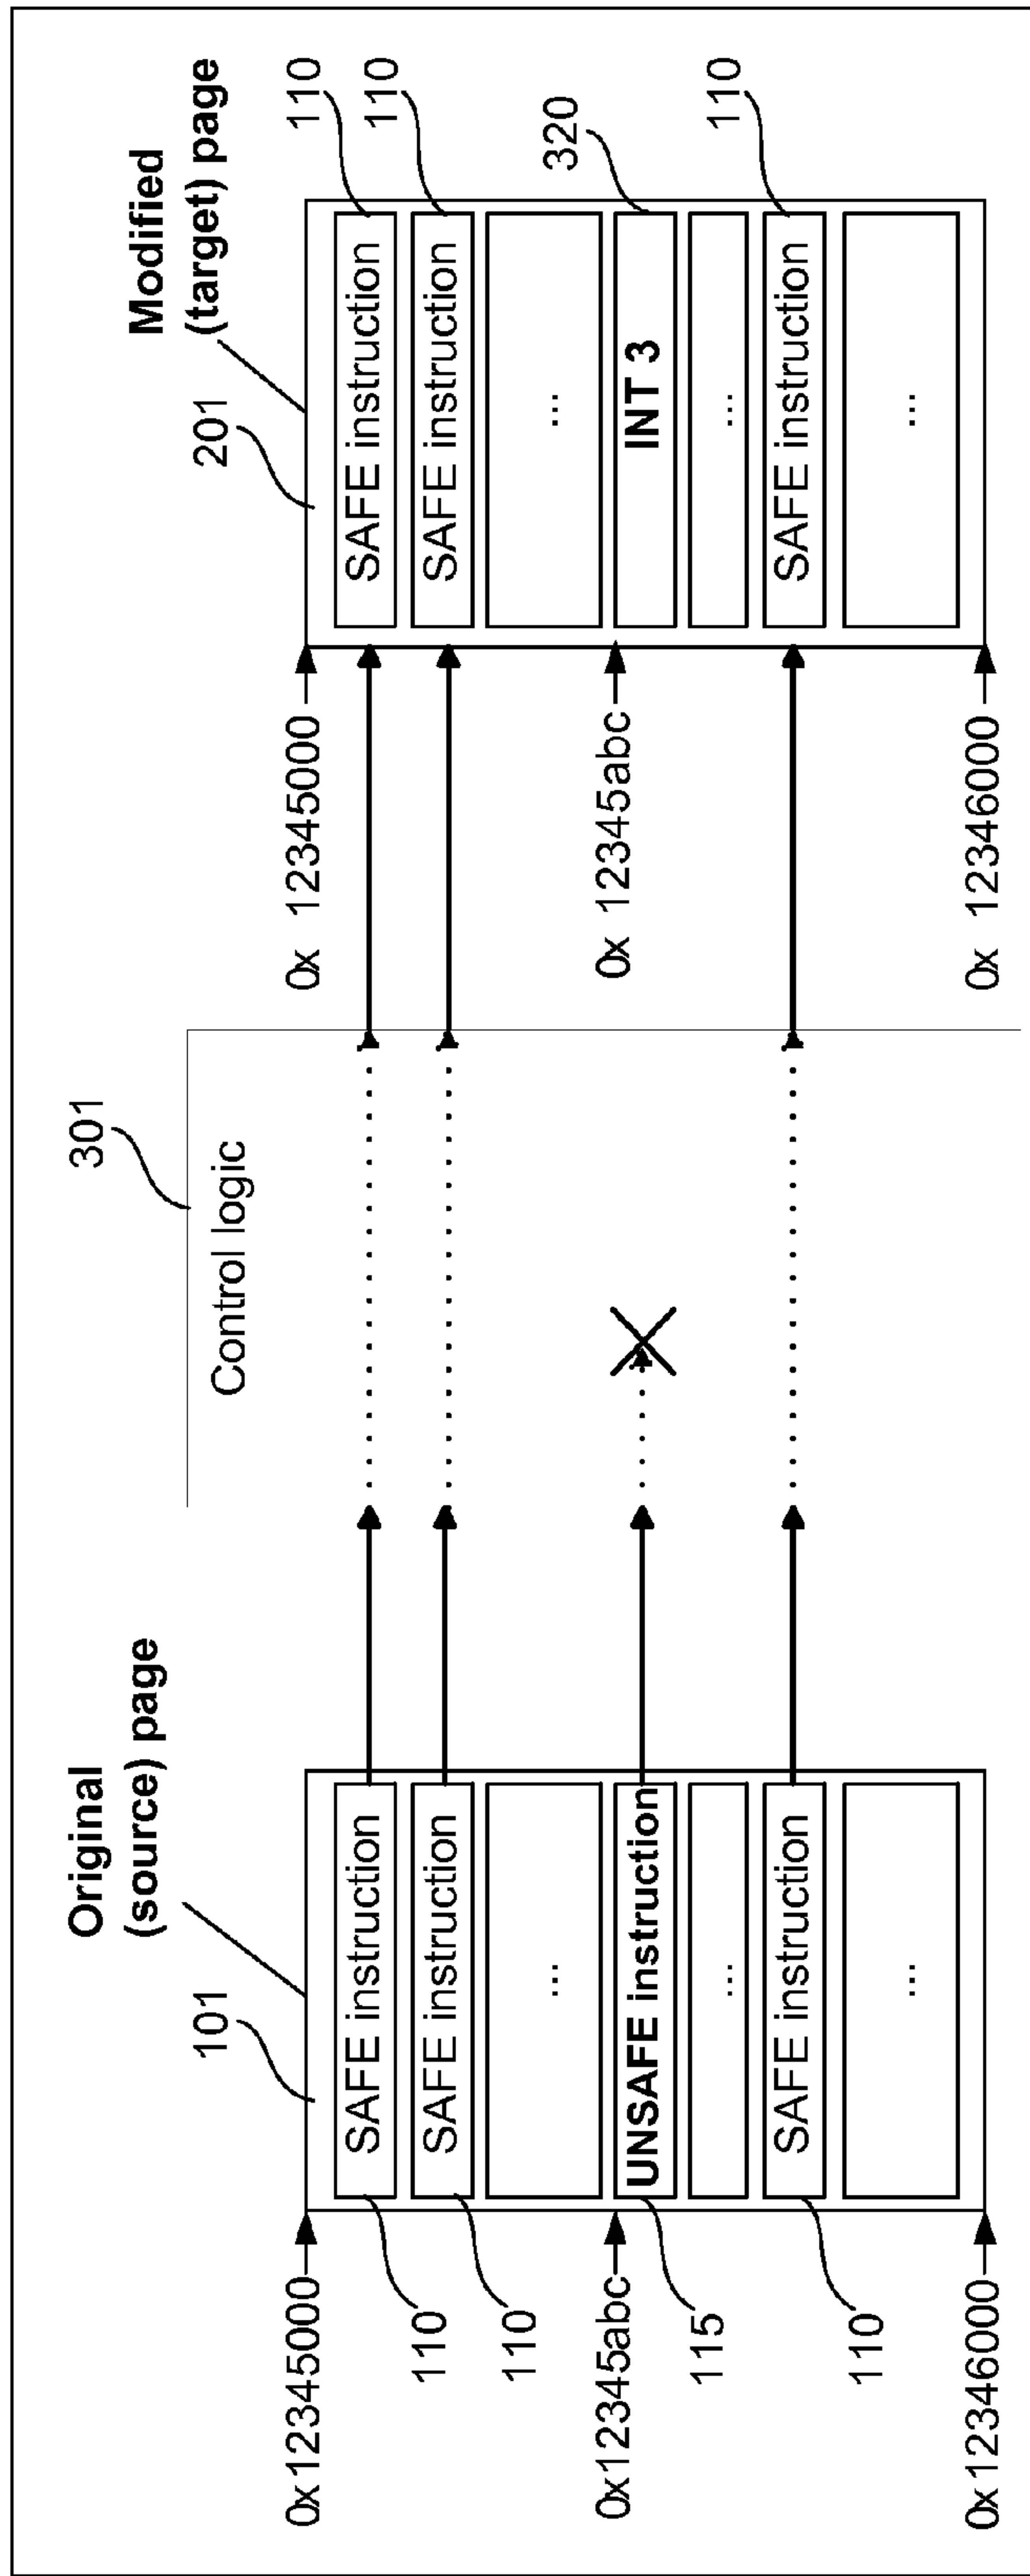 Original
(source) page
101
0x12345000
SAFE instruction
110
SAFE instruction
110
...
0x12345abc
UNSAFE instruction
115
...
SAFE instruction
110
...
0x12346000
301
Control logic
Modified
(target) page
201
0x 12345000
SAFE instruction
110
SAFE instruction
110
...
0x 12345abc
INT 3
320
...
SAFE instruction
110
...
0x 12346000